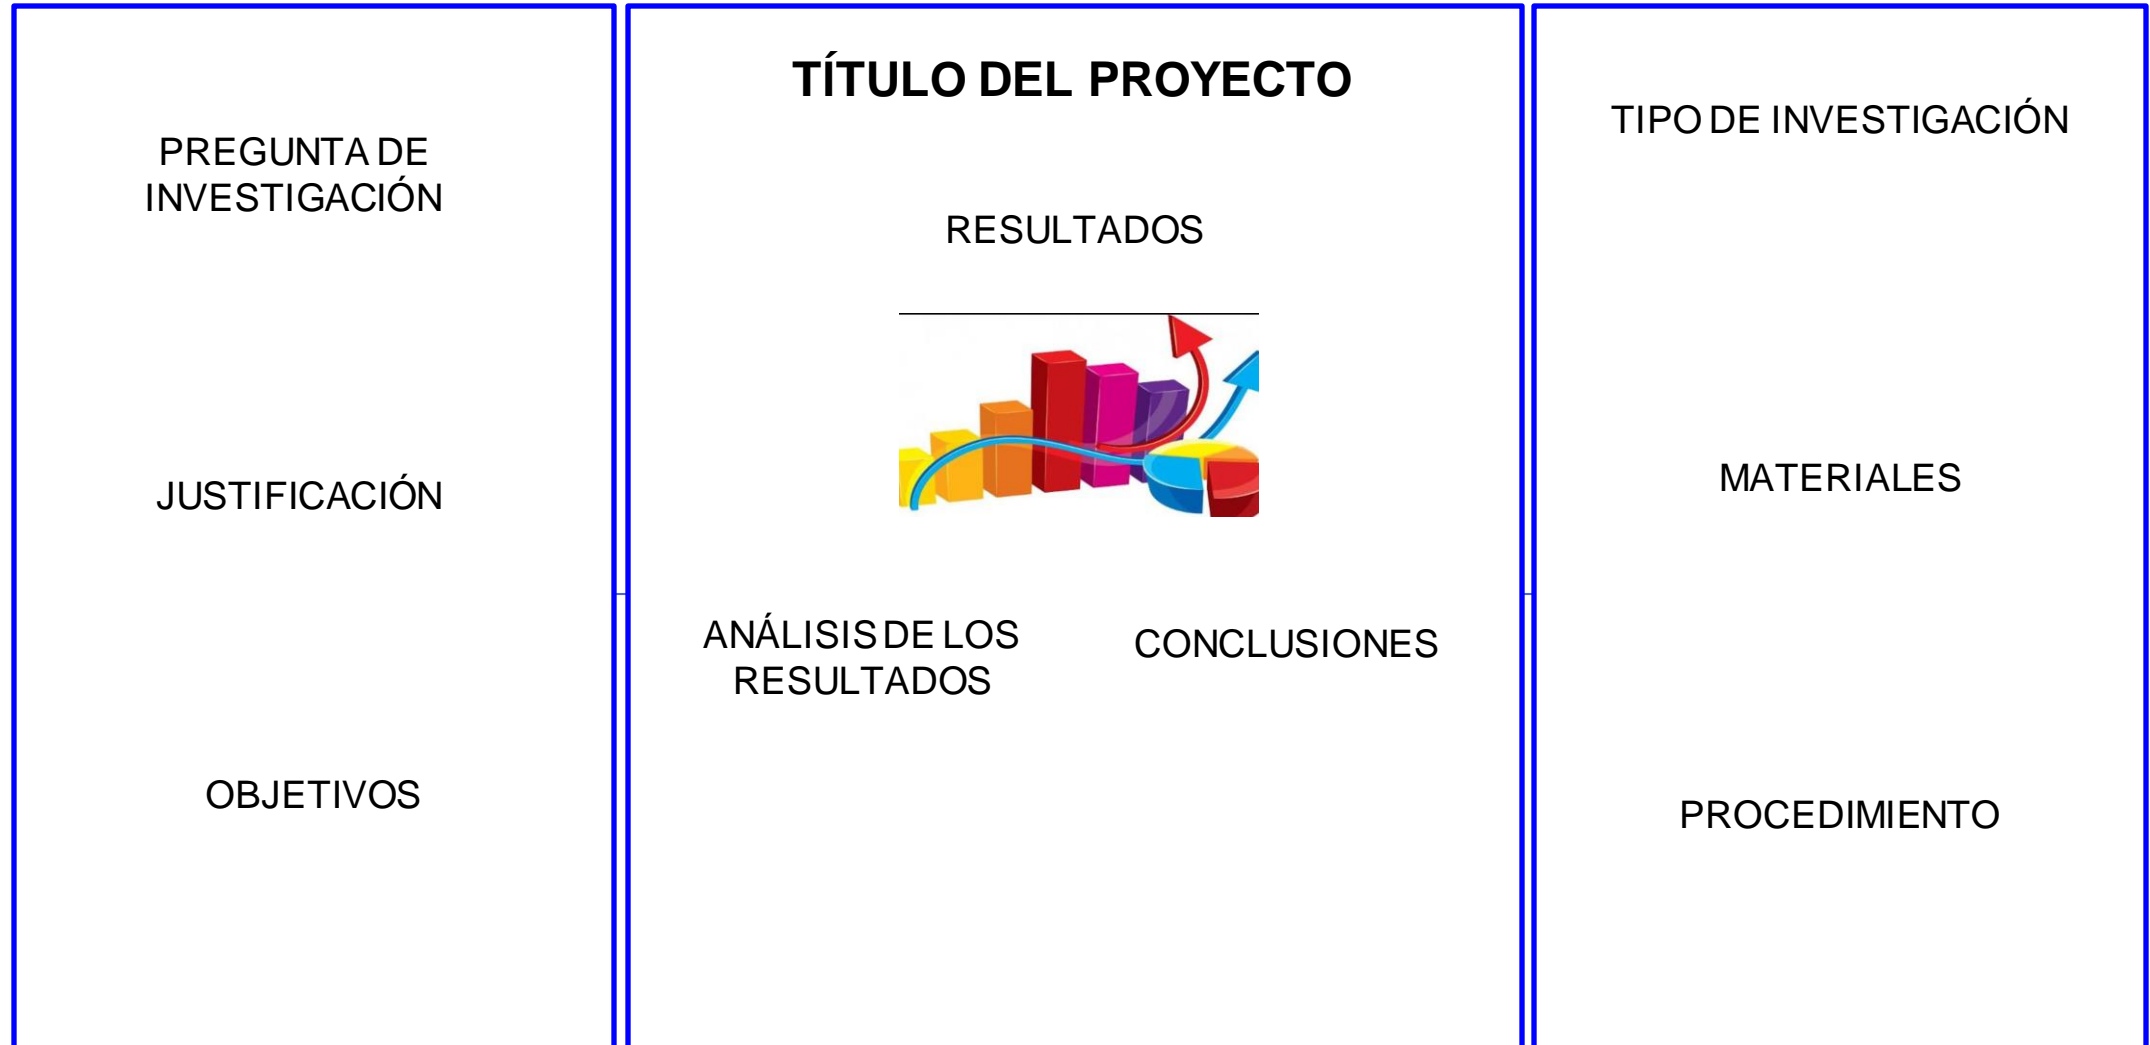 PREGUNTA DE
INVESTIGACIÓN
JUSTIFICACIÓN
OBJETIVOS
TÍTULO DEL PROYECTO
RESULTADOS
ANÁLISIS DE LOS
RESULTADOS
CONCLUSIONES
TIPO DE INVESTIGACIÓN
MATERIALES
PROCEDIMIENTO